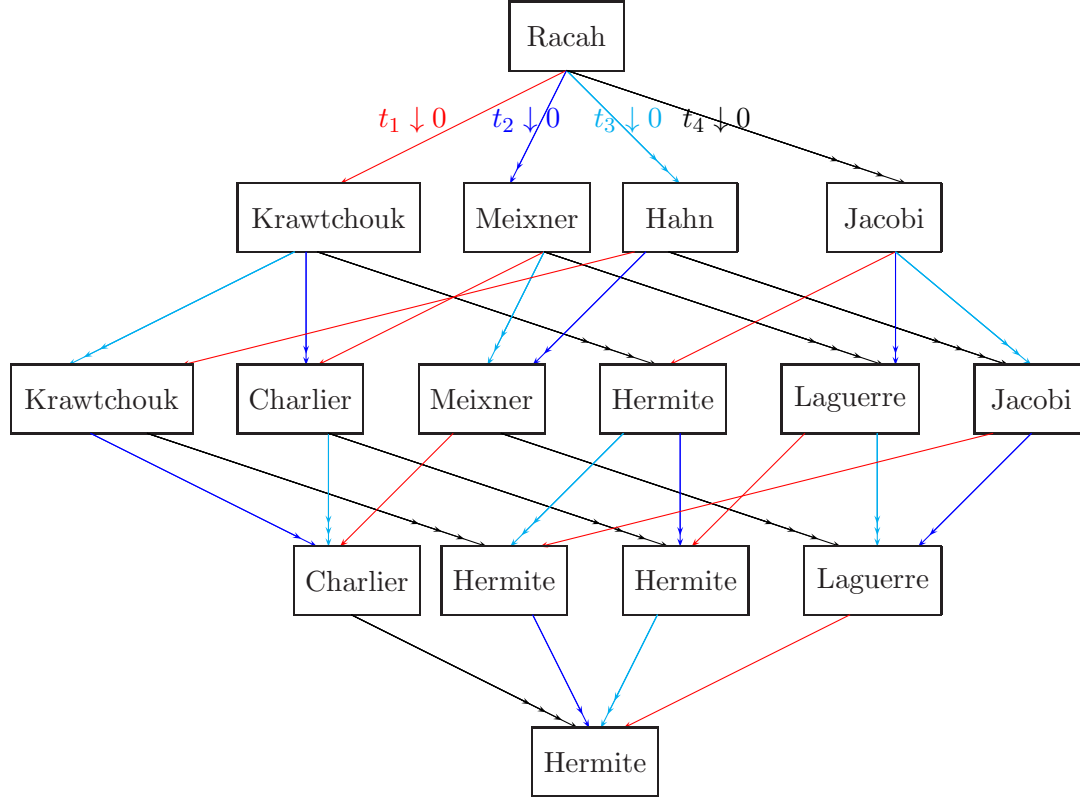 Racah
t₁ ↓ 0 t₂ ↓ 0 t₃ ↓ 0 t₄ ↓ 0
Krawtchouk Meixner Hahn Jacobi
Krawtchouk Charlier Meixner Hermite Laguerre Jacobi
Charlier Hermite Hermite Laguerre
Hermite